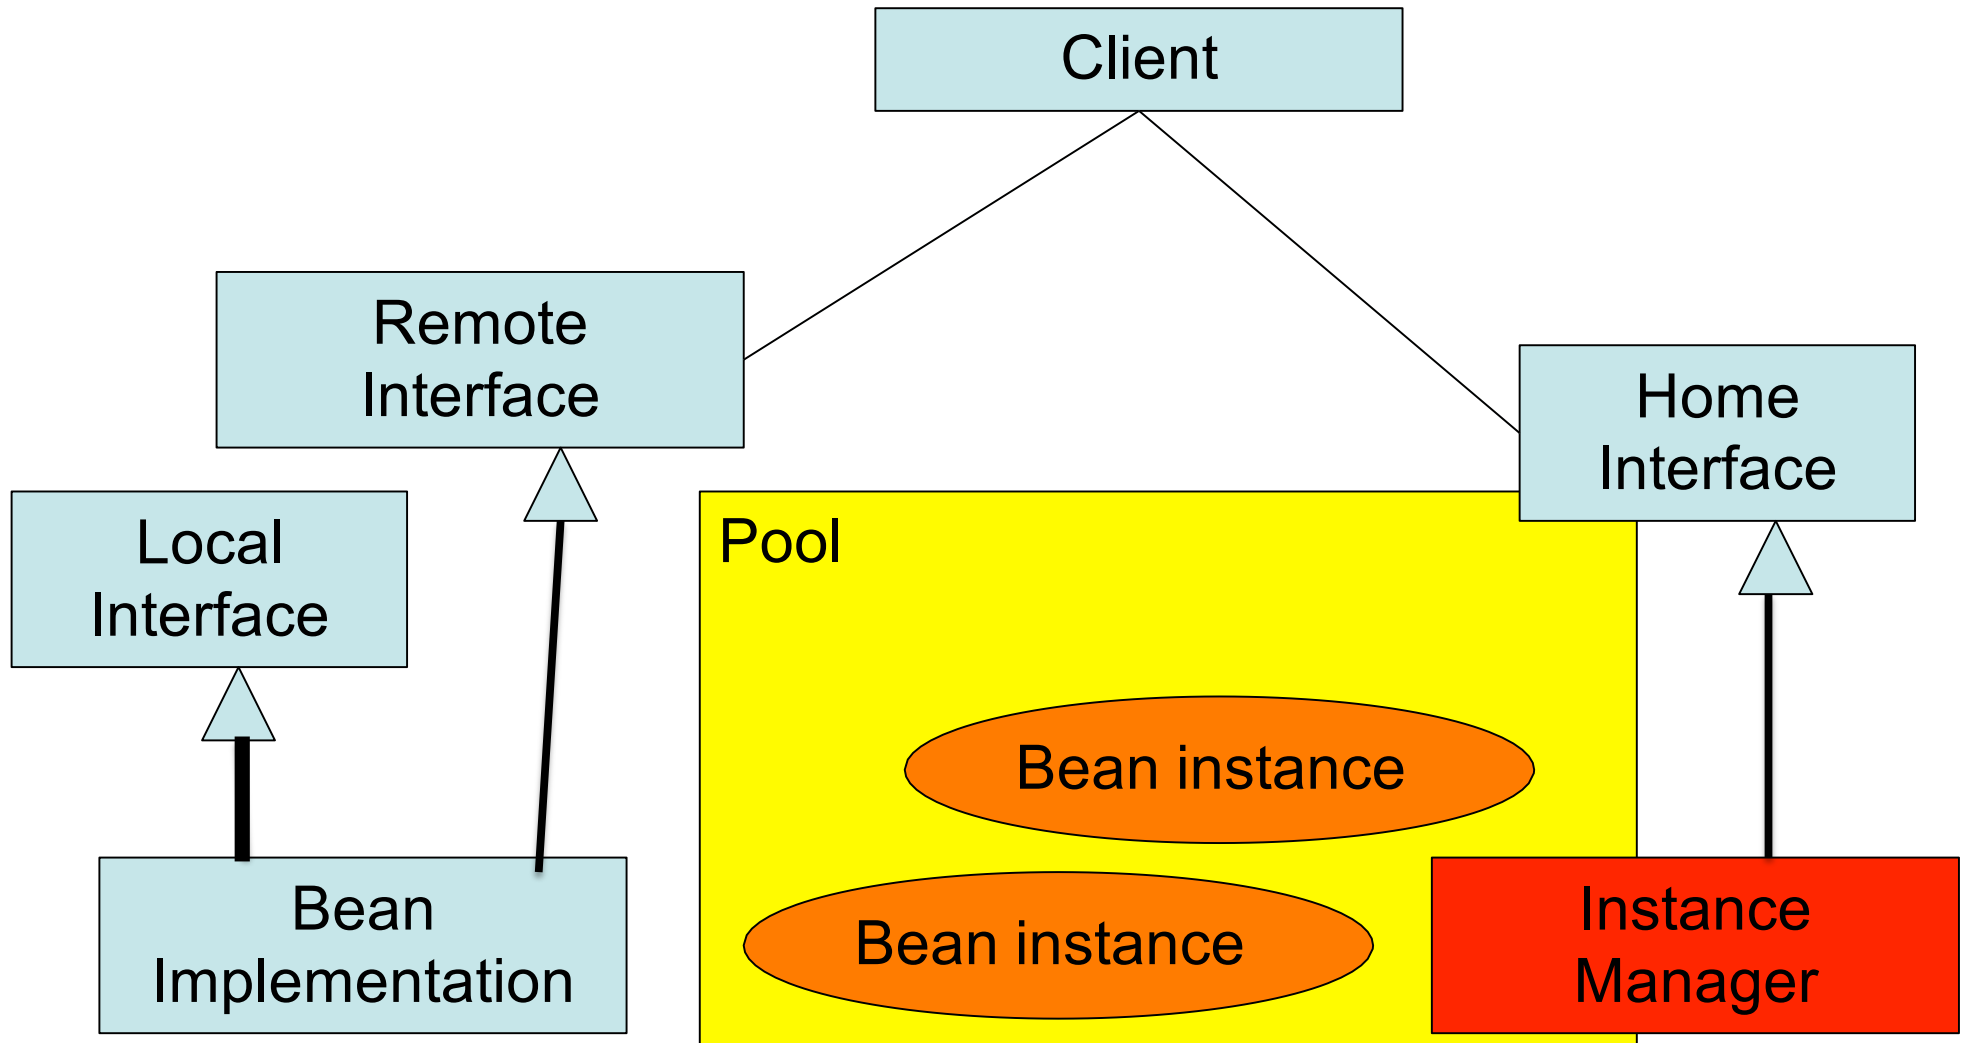 Client
Remote
Interface
Home
Interface
Local
Interface
Pool
Bean instance
Bean
Implementation
Bean instance
Instance
Manager